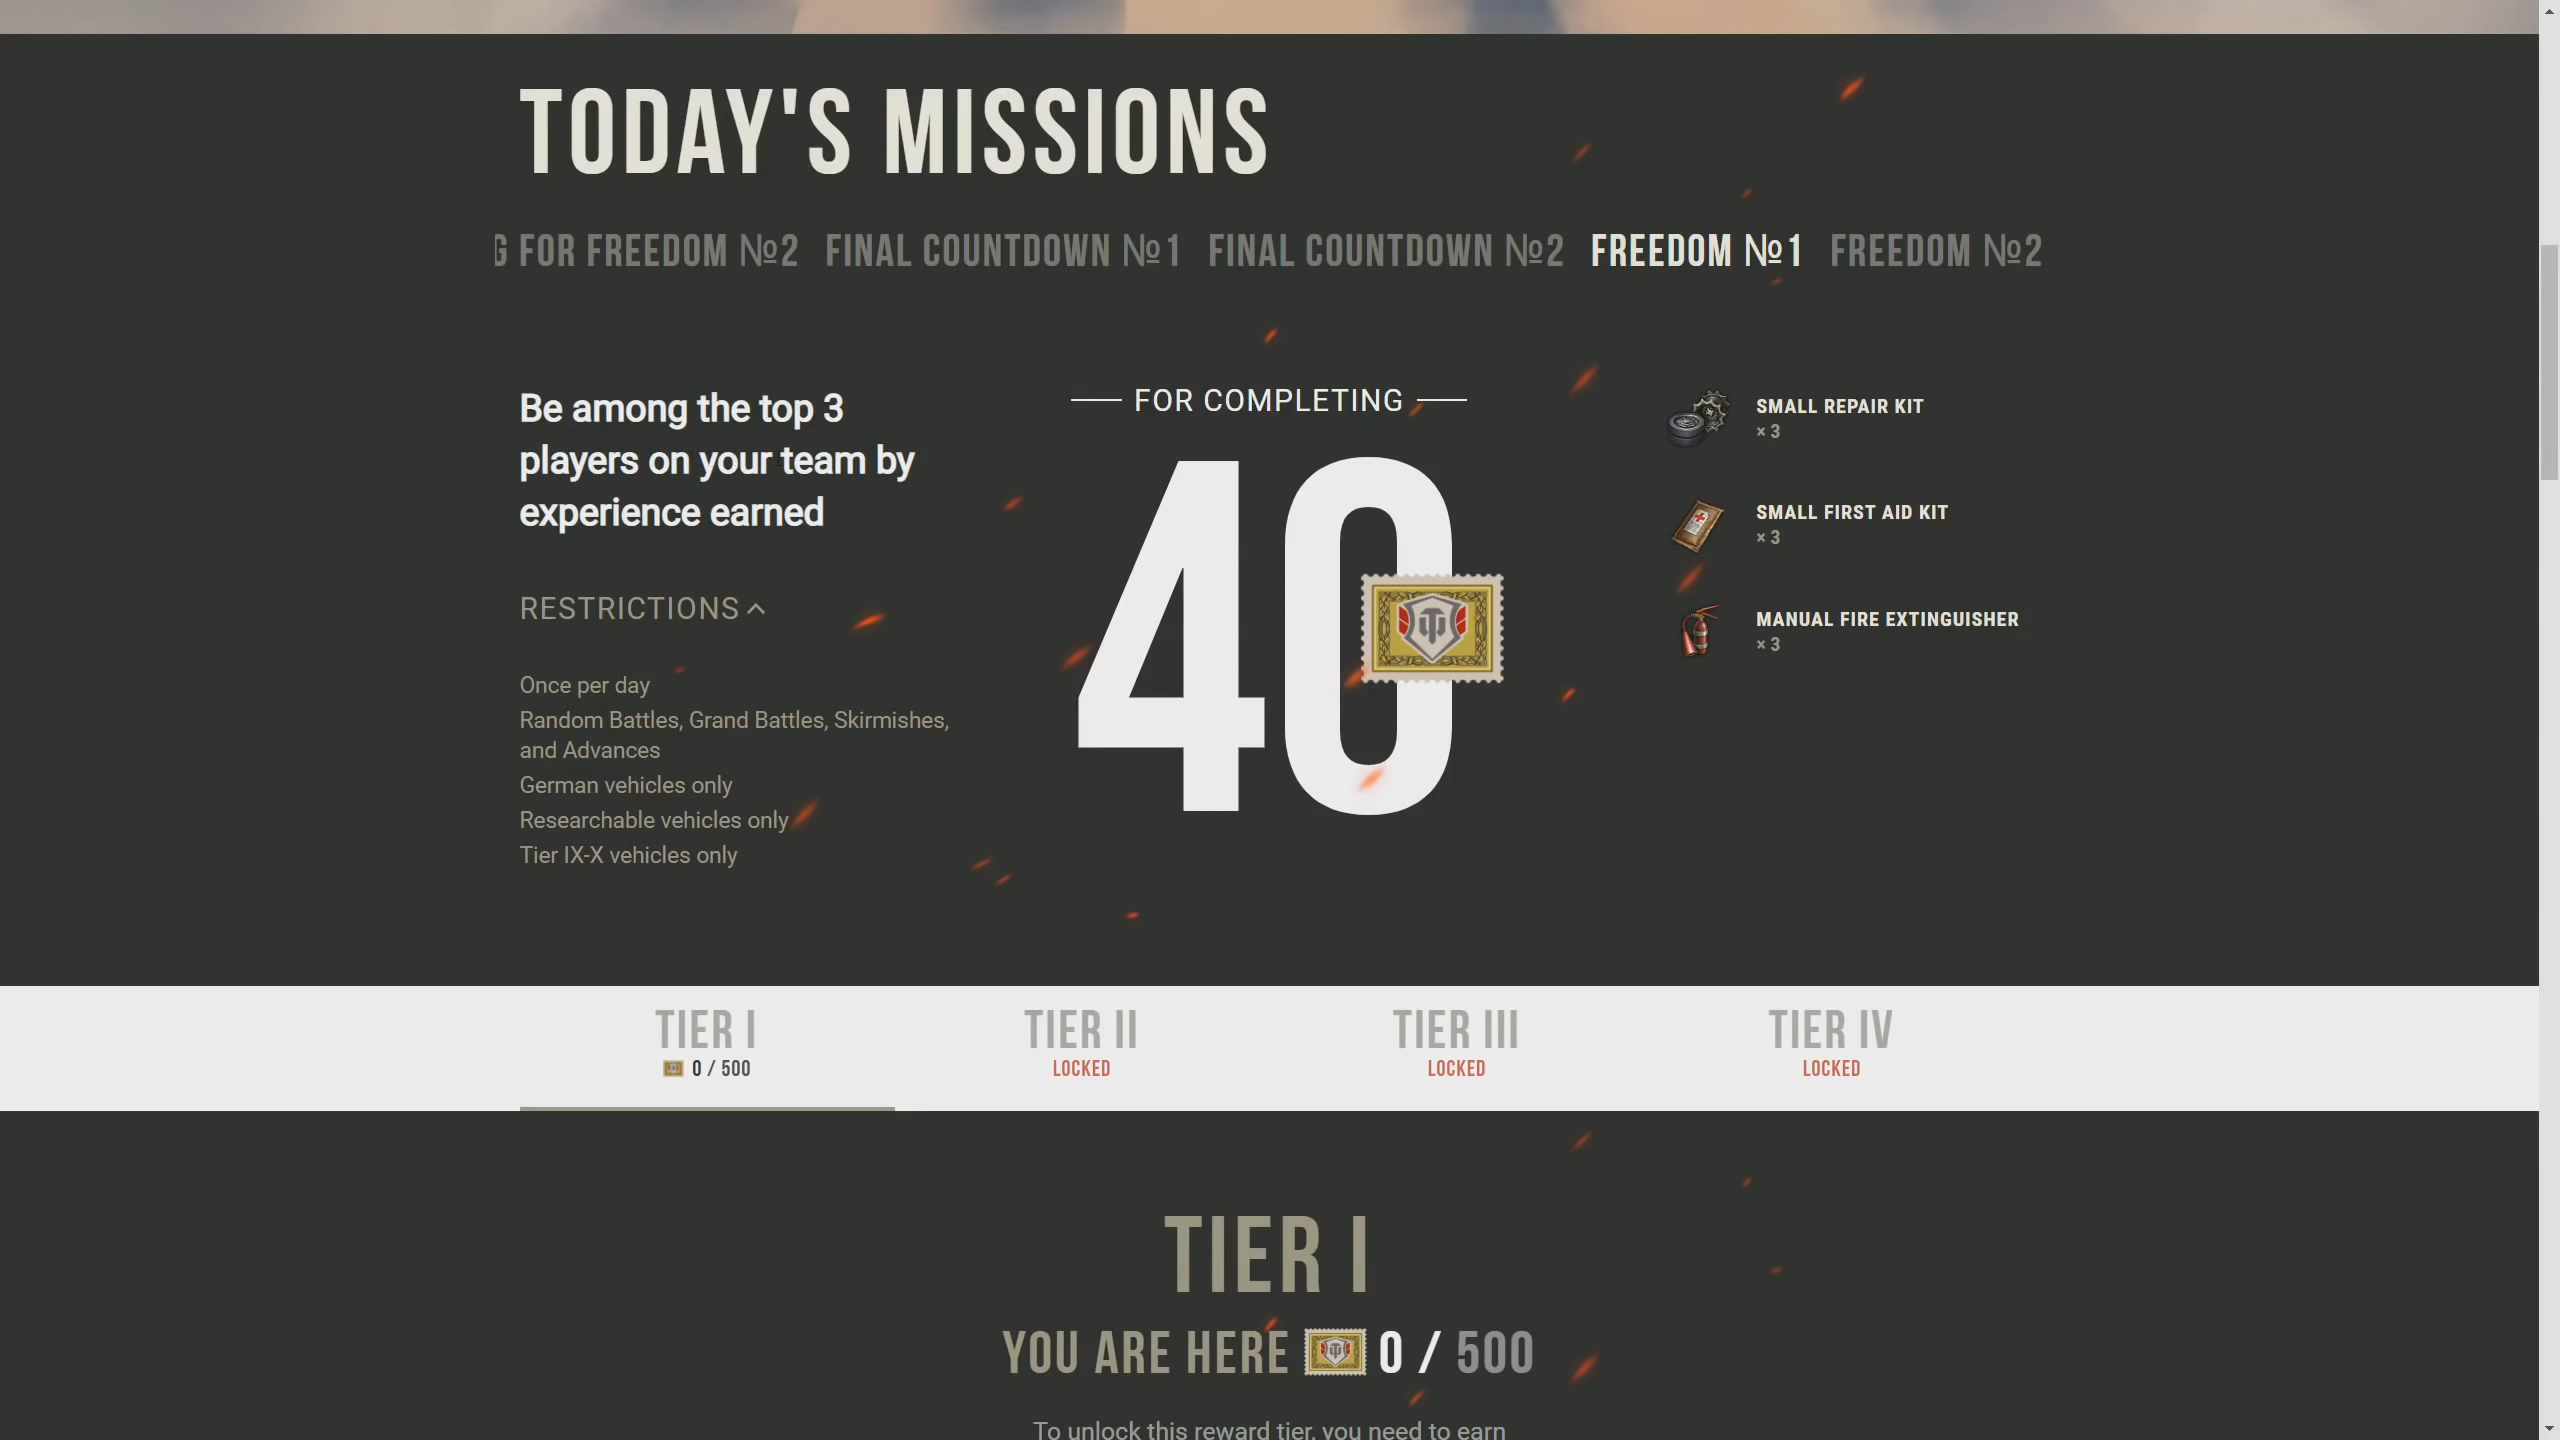 TODAY'S MISSIONS
G FOR FREEDOM №2 FINAL COUNTDOWN №1 FINAL COUNTDOWN №2 FREEDOM №1 FREEDOM №2
Be among the top 3
players on your team by
experience earned
RESTRICTIONS
Once per day
Random Battles, Grand Battles, Skirmishes,
and Advances
German vehicles only
Researchable vehicles only
Tier IX-X vehicles only
FOR COMPLETING
40
SMALL REPAIR KIT
× 3
SMALL FIRST AID KIT
× 3
MANUAL FIRE EXTINGUISHER
× 3
TIER I
0 / 500
TIER II
LOCKED
TIER III
LOCKED
TIER IV
LOCKED
TIER I
YOU ARE HERE 0 / 500
To unlock this reward tier, you need to earn